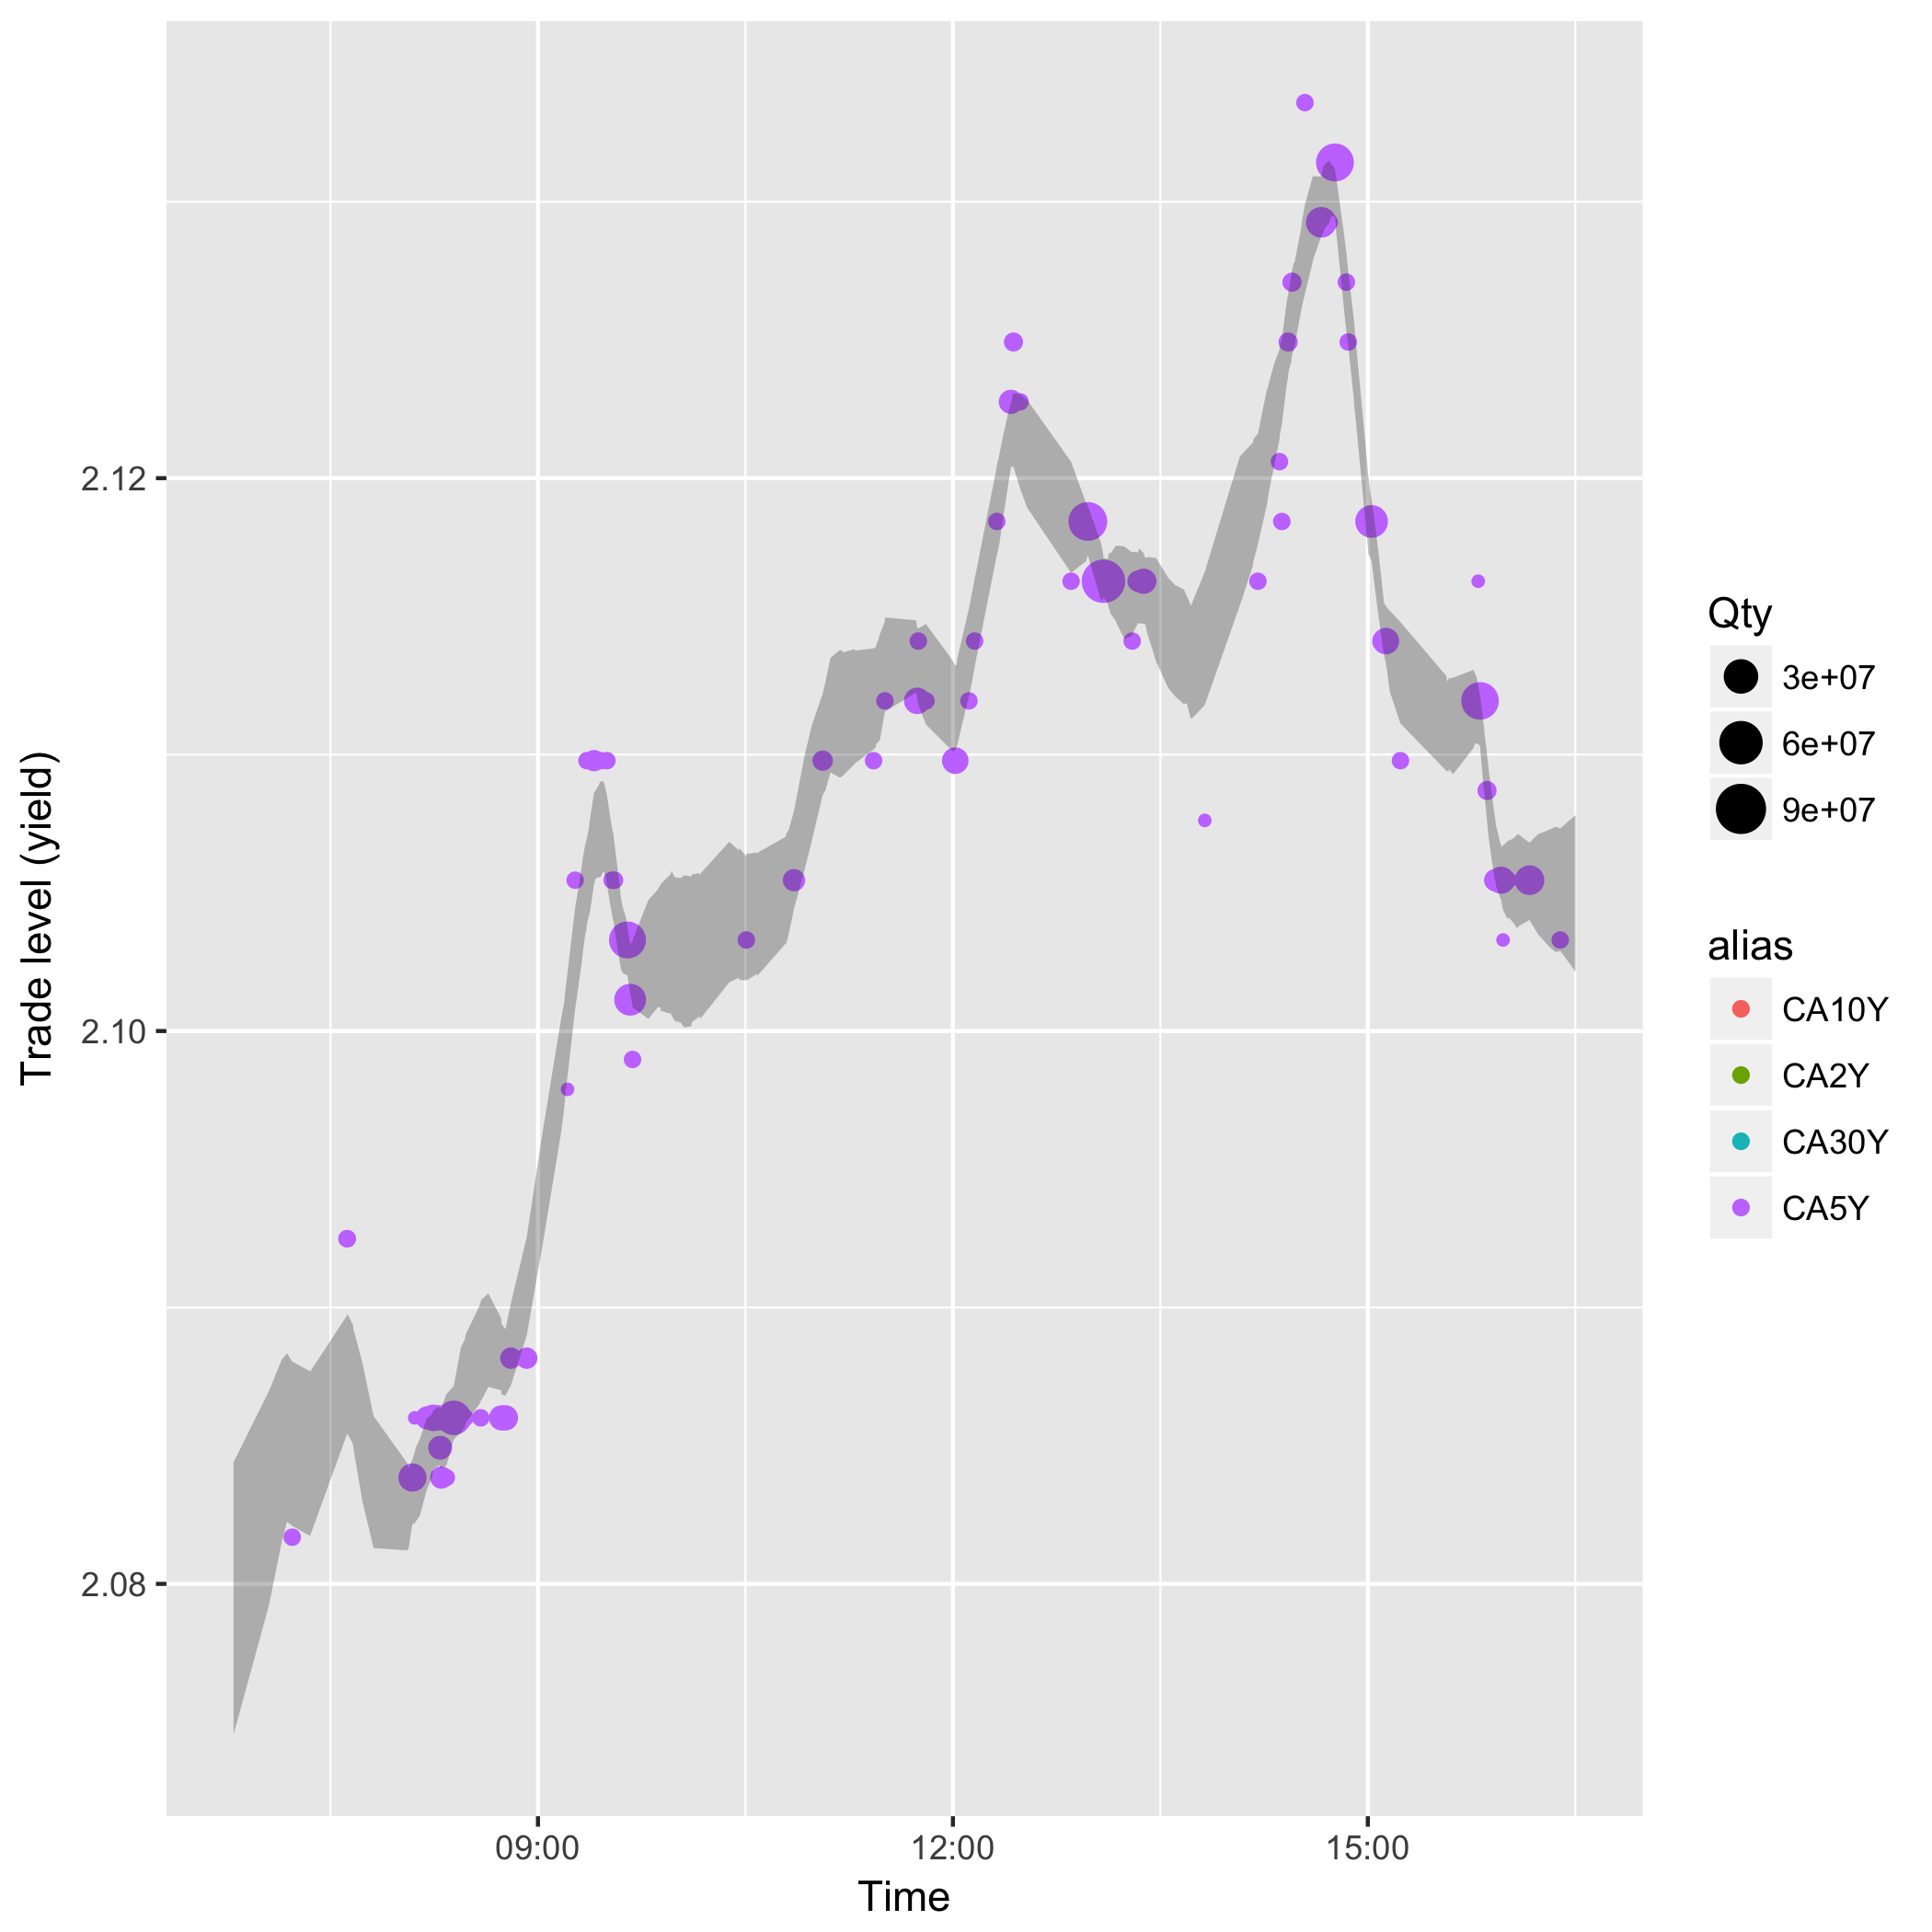 Trade level (yield)
2.12
2.10
2.08
09:00
12:00
15:00
Time
Qty
3e+07
6e+07
9e+07
alias
CA10Y
CA2Y
CA30Y
CA5Y